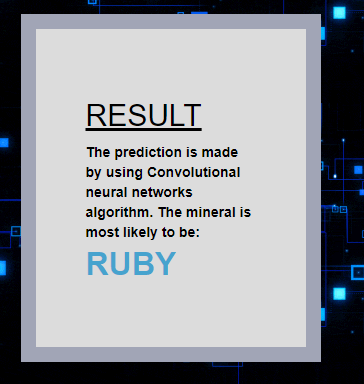 RESULT
The prediction is made
by using Convolutional
neural networks
algorithm. The mineral is
most likely to be:
RUBY